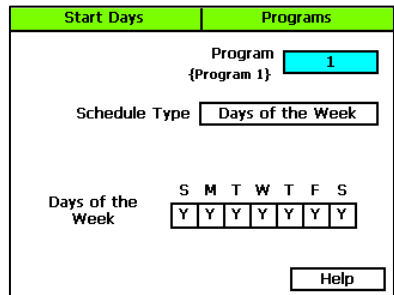 Start Days Programs
Program 1
{Program 1}
Schedule Type Days of the Week
S M T W T F S
Days of the
Week
Y Y Y Y Y Y Y
Help